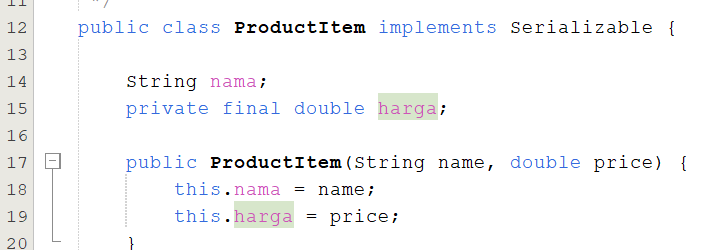 11 */
12 public class ProductItem implements Serializable {
13
14 String nama;
15 private final double harga;
16
17 public ProductItem(String name, double price) {
18 this.nama = name;
19 this.harga = price;
20 }